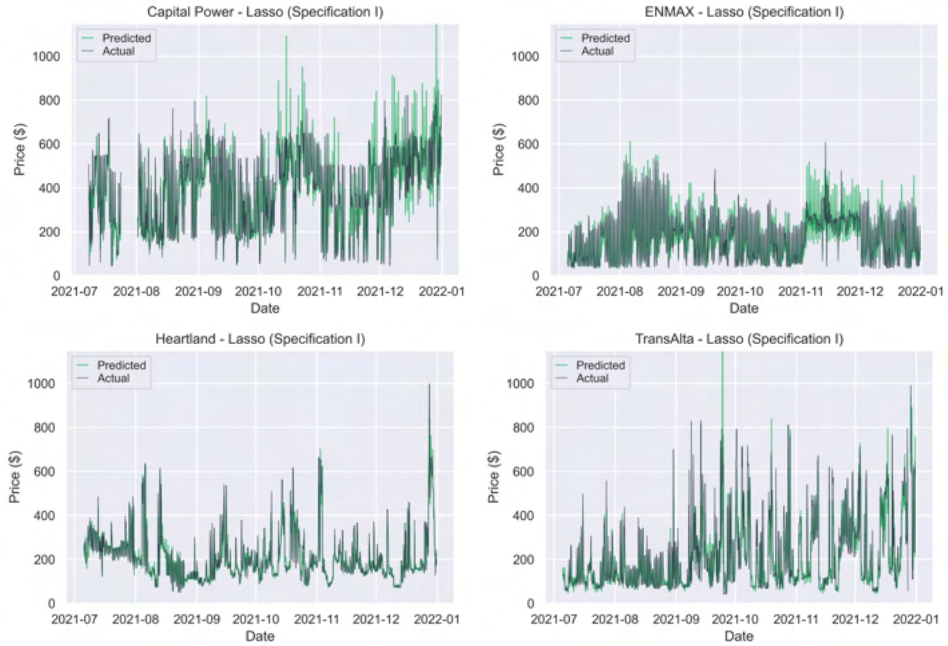 Capital Power - Lasso (Specification I)
Predicted
Actual
1000
800
600
400
200
0
Price ($)
2021-07 2021-08 2021-09 2021-10 2021-11 2021-12 2022-01
Date
ENMAX - Lasso (Specification I)
Predicted
Actual
1000
800
600
400
200
0
Price ($)
2021-07 2021-08 2021-09 2021-10 2021-11 2021-12 2022-01
Date
Heartland - Lasso (Specification I)
Predicted
Actual
1000
800
600
400
200
0
Price ($)
2021-07 2021-08 2021-09 2021-10 2021-11 2021-12 2022-01
Date
TransAlta - Lasso (Specification I)
Predicted
Actual
1000
800
600
400
200
0
Price ($)
2021-07 2021-08 2021-09 2021-10 2021-11 2021-12 2022-01
Date